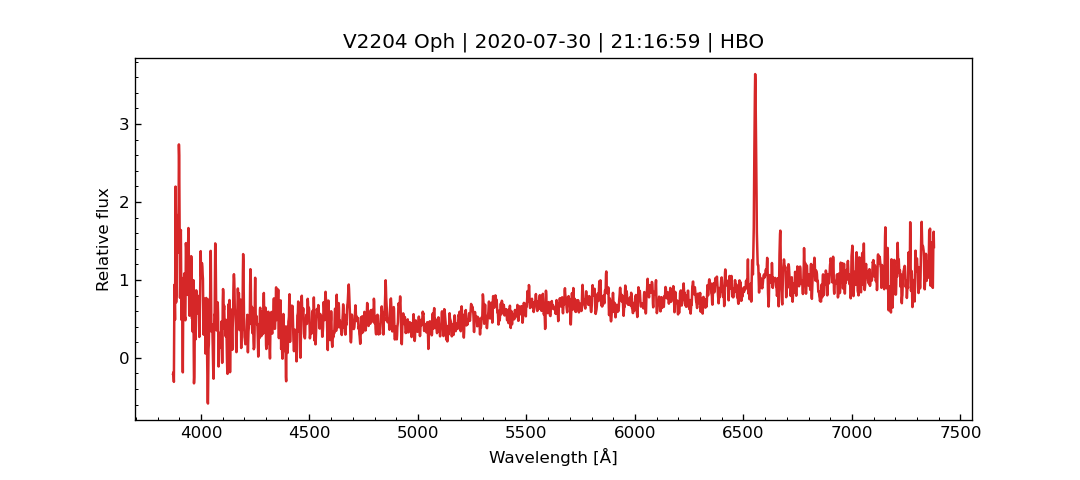 V2204 Oph | 2020-07-30 | 21:16:59 | HBO
Relative flux
3
2
1
0
4000 4500 5000 5500 6000 6500 7000 7500
Wavelength [Å]